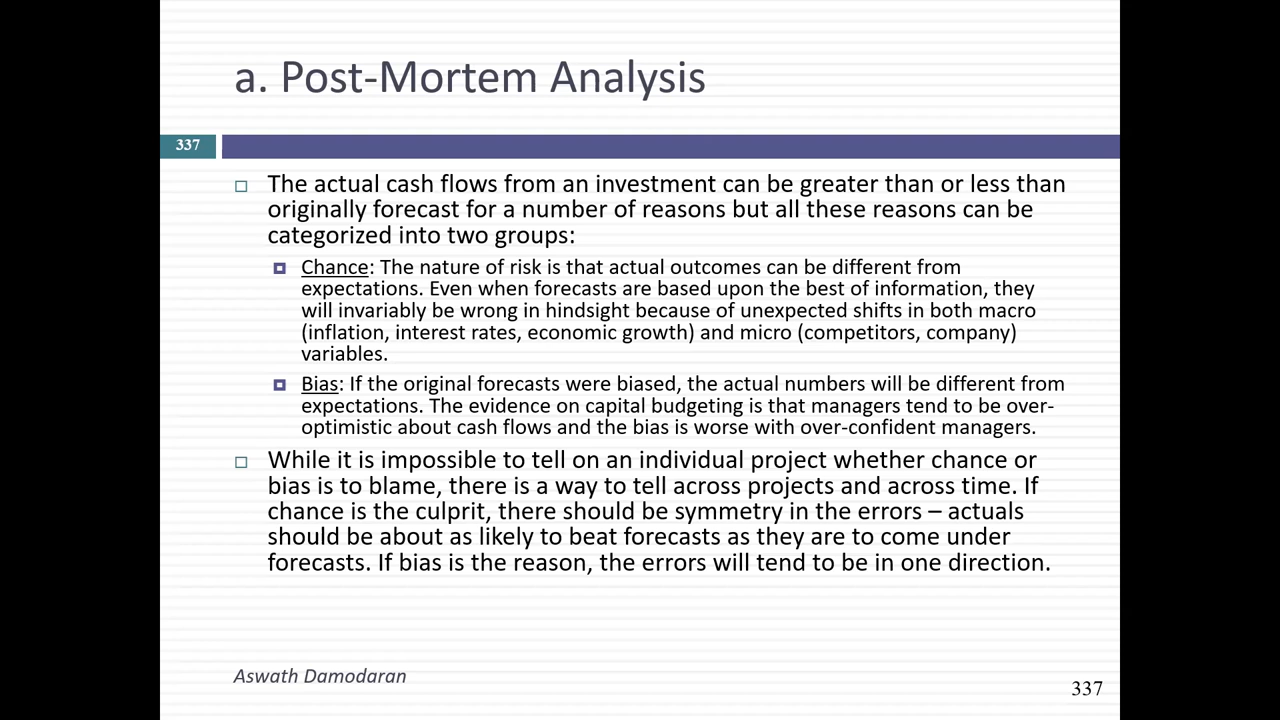 a. Post-Mortem Analysis
337
The actual cash flows from an investment can be greater than or less than
originally forecast for a number of reasons but all these reasons can be
categorized into two groups:
Chance: The nature of risk is that actual outcomes can be different from
expectations. Even when forecasts are based upon the best of information, they
will invariably be wrong in hindsight because of unexpected shifts in both macro
(inflation, interest rates, economic growth) and micro (competitors, company)
variables.
Bias: If the original forecasts were biased, the actual numbers will be different from
expectations. The evidence on capital budgeting is that managers tend to be over-
optimistic about cash flows and the bias is worse with over-confident managers.
While it is impossible to tell on an individual project whether chance or
bias is to blame, there is a way to tell across projects and across time. If
chance is the culprit, there should be symmetry in the errors – actuals
should be about as likely to beat forecasts as they are to come under
forecasts. If bias is the reason, the errors will tend to be in one direction.
Aswath Damodaran
337